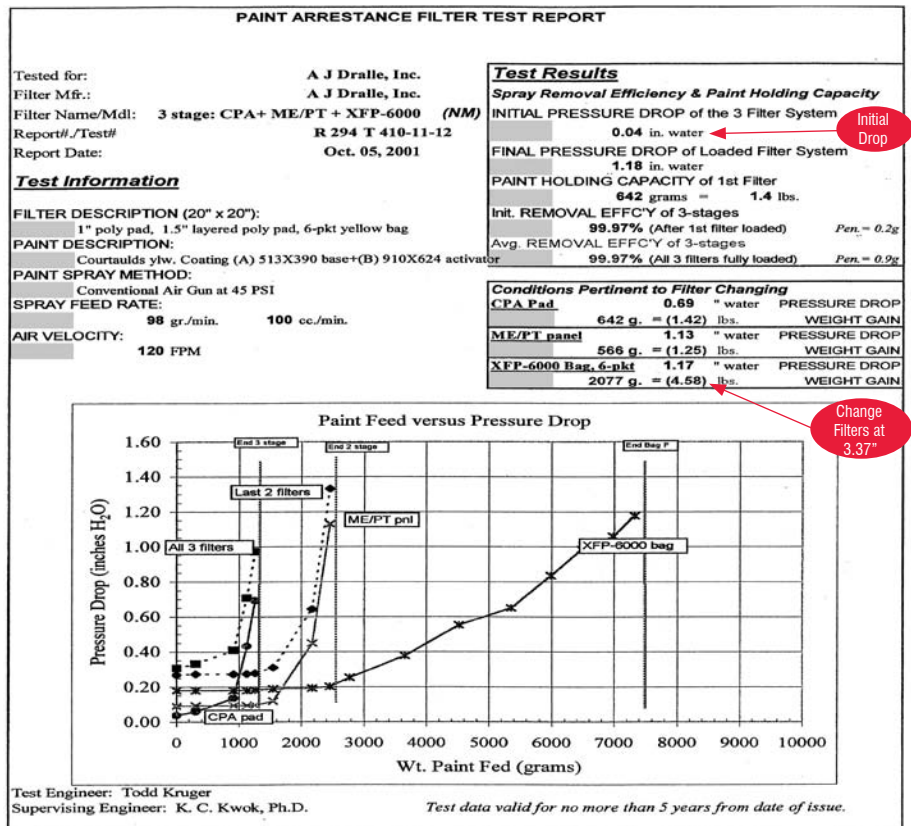 PAINT ARRESTANCE FILTER TEST REPORT
Tested for: A J Dralle, Inc.
Filter Mfr.: A J Dralle, Inc.
Filter Name/Mdl: 3 stage: CPA+ ME/PT + XFP-6000 (NM)
Report#./Test# R 294 T 410-11-12
Report Date: Oct. 05, 2001
Test Information
FILTER DESCRIPTION (20" x 20"):
1" poly pad, 1.5" layered poly pad, 6-pkt yellow bag
PAINT DESCRIPTION:
Courtaulds ylw. Coating (A) 513X390 base+(B) 910X624 activator
PAINT SPRAY METHOD:
Conventional Air Gun at 45 PSI
SPRAY FEED RATE:
98 gr./min. 100 cc./min.
AIR VELOCITY:
120 FPM
Test Results
Spray Removal Efficiency & Paint Holding Capacity
INITIAL PRESSURE DROP of the 3 Filter System
0.04 in. water
Initial
Drop
FINAL PRESSURE DROP of Loaded Filter System
1.18 in. water
PAINT HOLDING CAPACITY of 1st Filter
642 grams = 1.4 lbs.
Init. REMOVAL EFFC'Y of 3-stages
99.97% (After 1st filter loaded) Pen.= 0.2g
Avg. REMOVAL EFFC'Y of 3-stages
99.97% (All 3 filters fully loaded) Pen.= 0.9g
Conditions Pertinent to Filter Changing
CPA Pad 0.69 " water PRESSURE DROP
642 g. = (1.42) lbs. WEIGHT GAIN
ME/PT panel 1.13 " water PRESSURE DROP
566 g. = (1.25) lbs. WEIGHT GAIN
XFP-6000 Bag, 6-pkt 1.17 " water PRESSURE DROP
2077 g. = (4.58) lbs. WEIGHT GAIN
Change
Filters at
3.37"
Paint Feed versus Pressure Drop
Pressure Drop (inches H2O)
1.60
1.40
1.20
1.00
0.80
0.60
0.40
0.20
0.00
End 3 stage
End 2 stage
End Bag F
Last 2 filters
ME/PT pnl
All 3 filters
XFP-6000 bag
CPA pad
0 1000 2000 3000 4000 5000 6000 7000 8000 9000 10000
Wt. Paint Fed (grams)
Test Engineer: Todd Kruger
Supervising Engineer: K. C. Kwok, Ph.D.
Test data valid for no more than 5 years from date of issue.